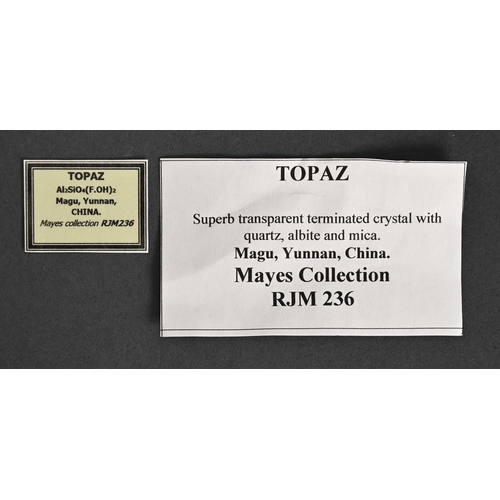 TOPAZ
Al₂SiO₄(F.OH)₂
Magu, Yunnan,
CHINA.
Mayes collection RJM236
TOPAZ
Superb transparent terminated crystal with
quartz, albite and mica.
Magu, Yunnan, China.
Mayes Collection
RJM 236